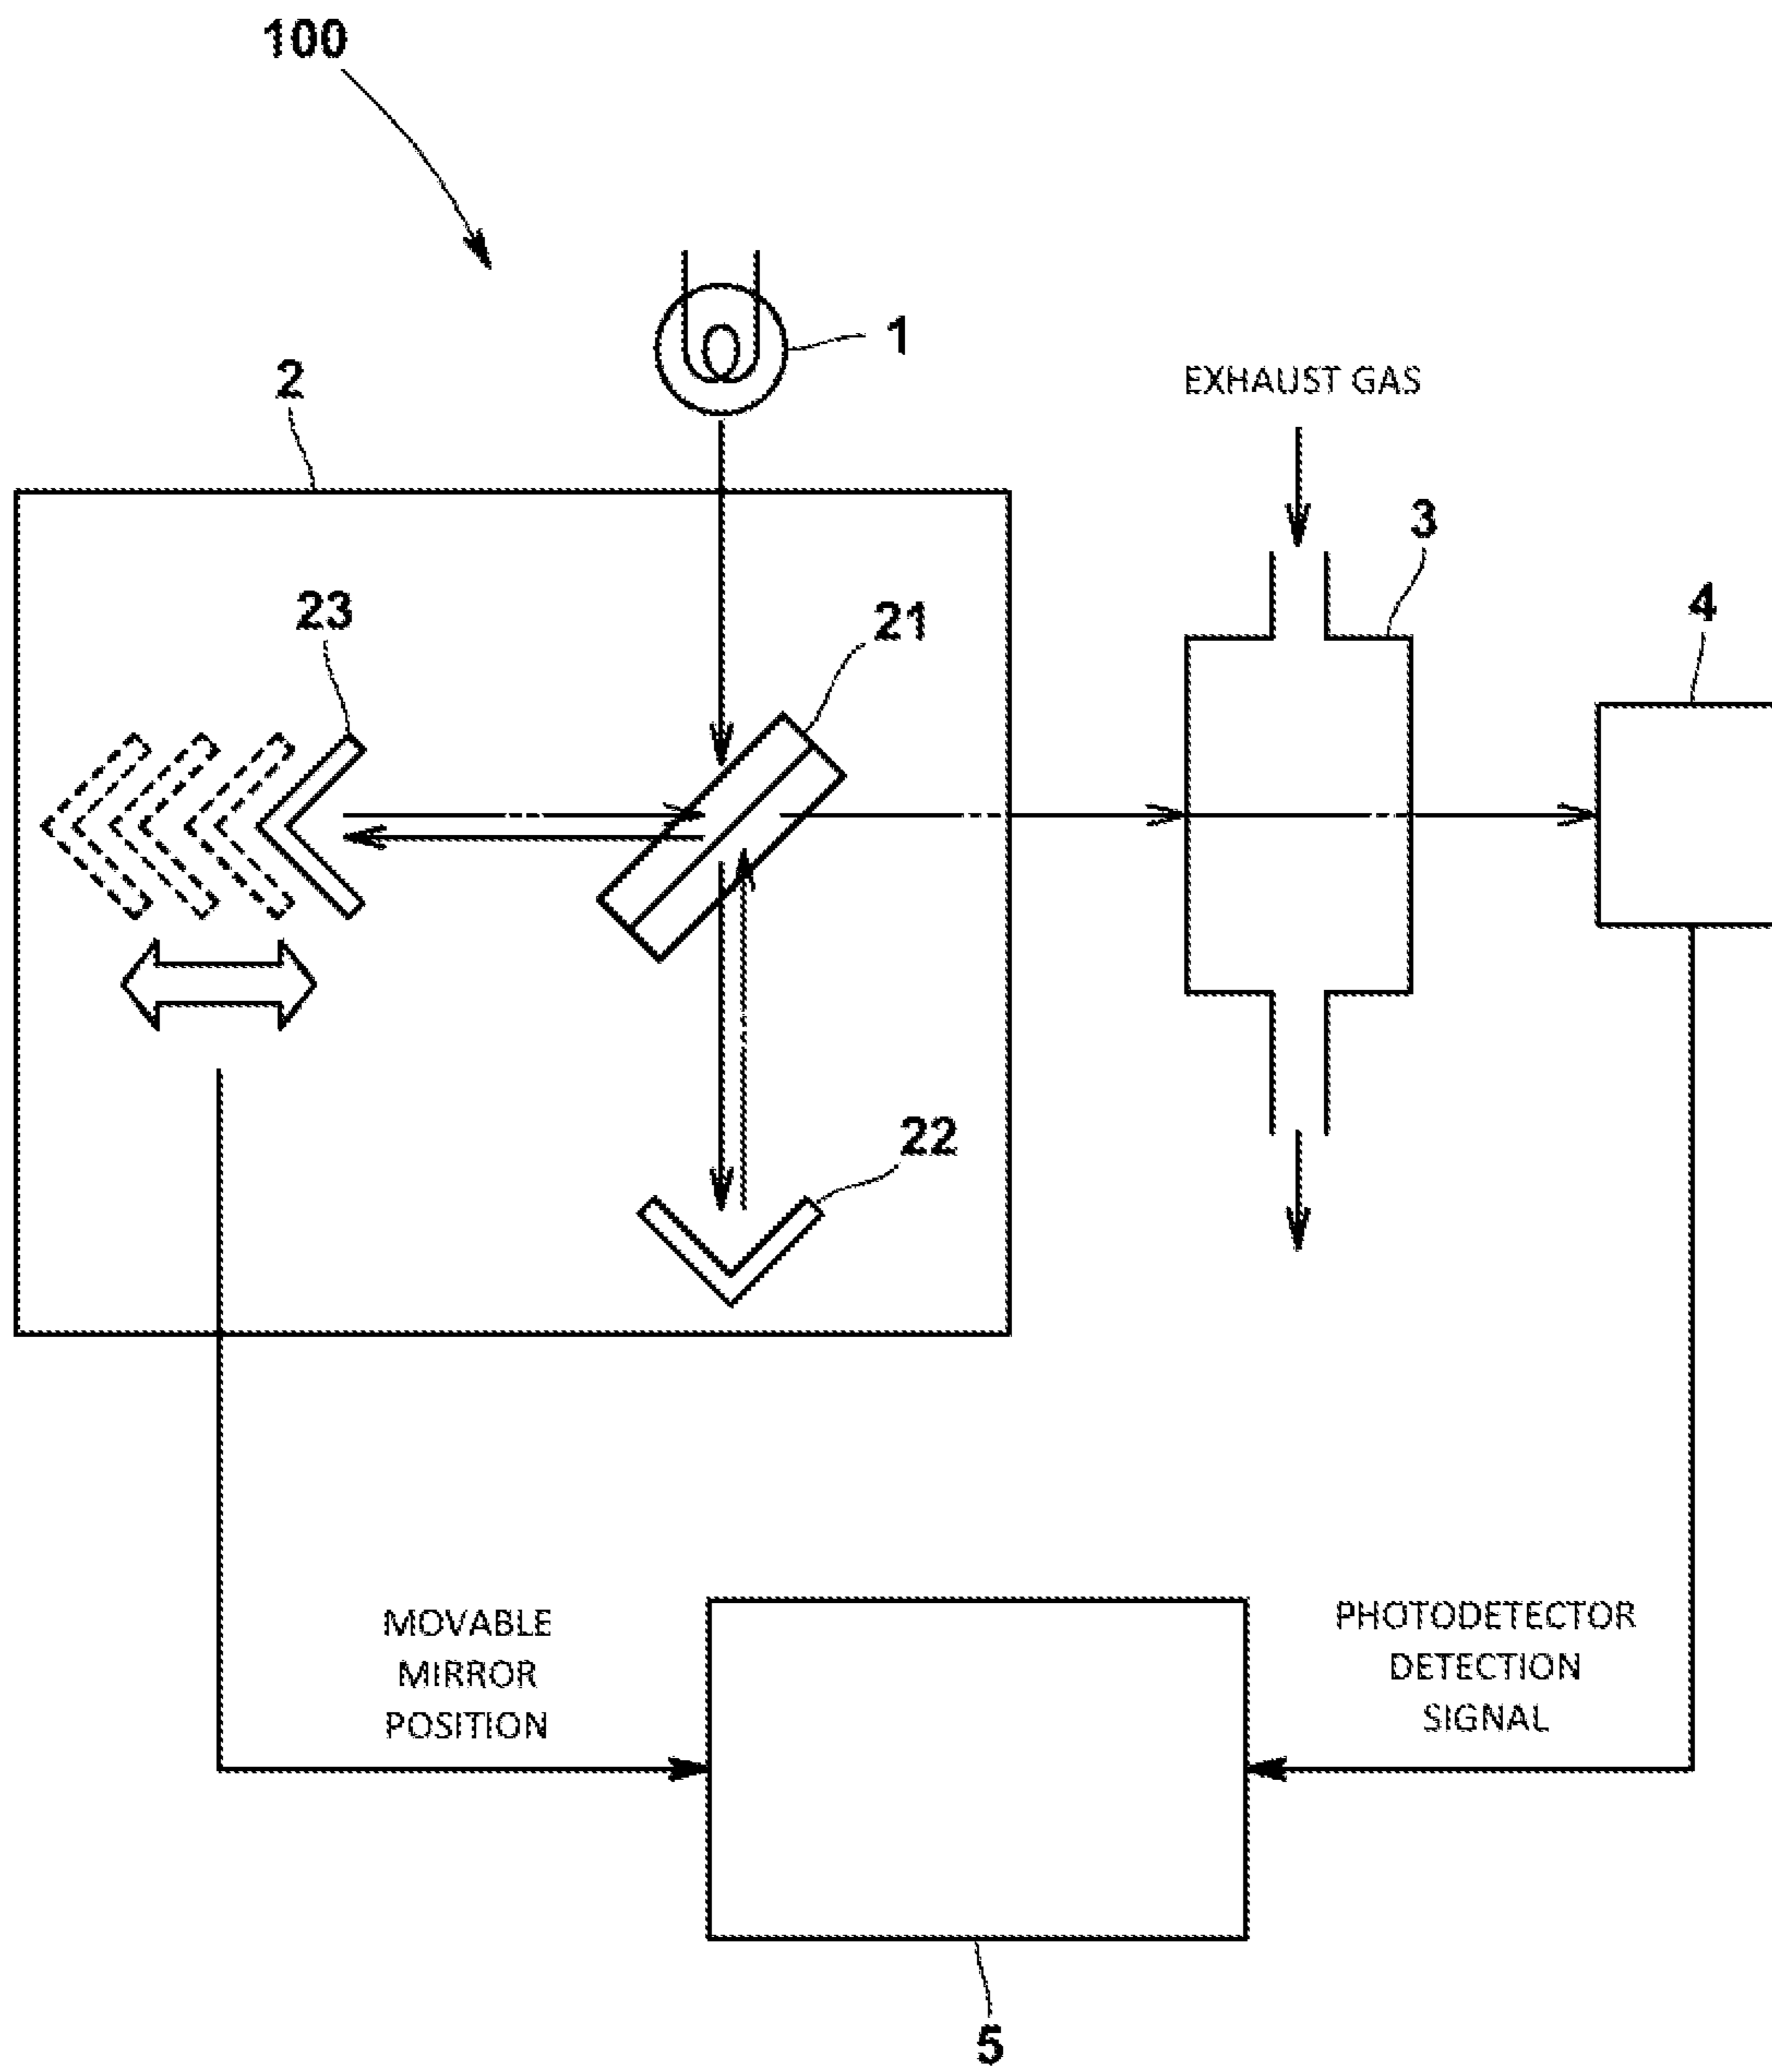 100
1
2
EXHAUST GAS
3
4
23
21
22
MOVABLE
MIRROR
POSITION
PHOTODETECTOR
DETECTION
SIGNAL
5